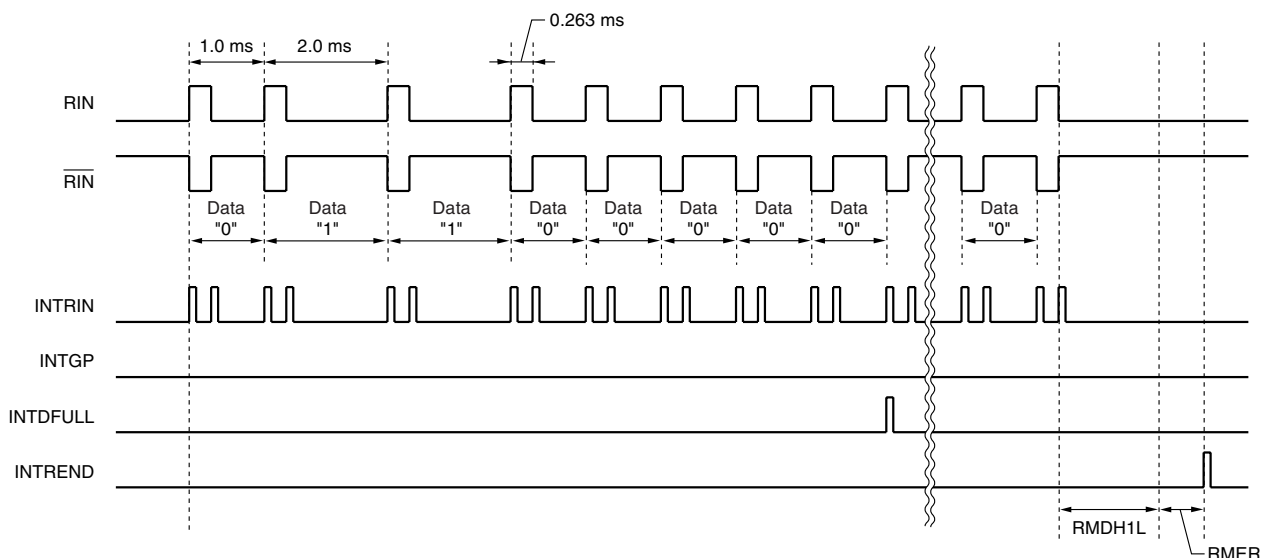 0.263 ms
1.0 ms 2.0 ms
RIN
RIN
Data Data Data Data Data Data Data Data Data
"0" "1" "1" "0" "0" "0" "0" "0" "0"
INTRIN
INTGP
INTDFULL
INTREND
RMDH1L
RMER